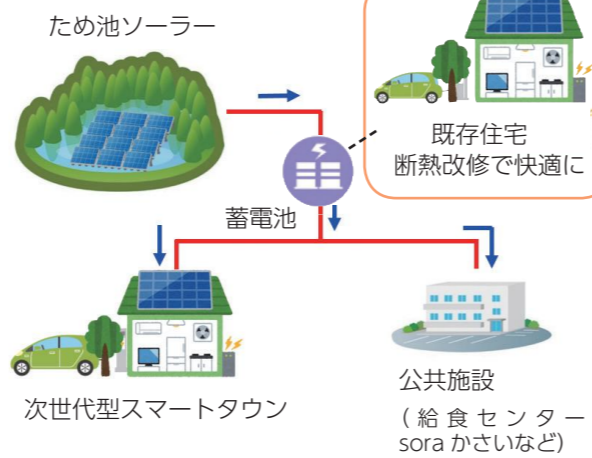 ため池ソーラー
既存住宅
断熱改修で快適に
蓄電池
次世代型スマートタウン
公共施設
(給食センター
sora かさいなど)